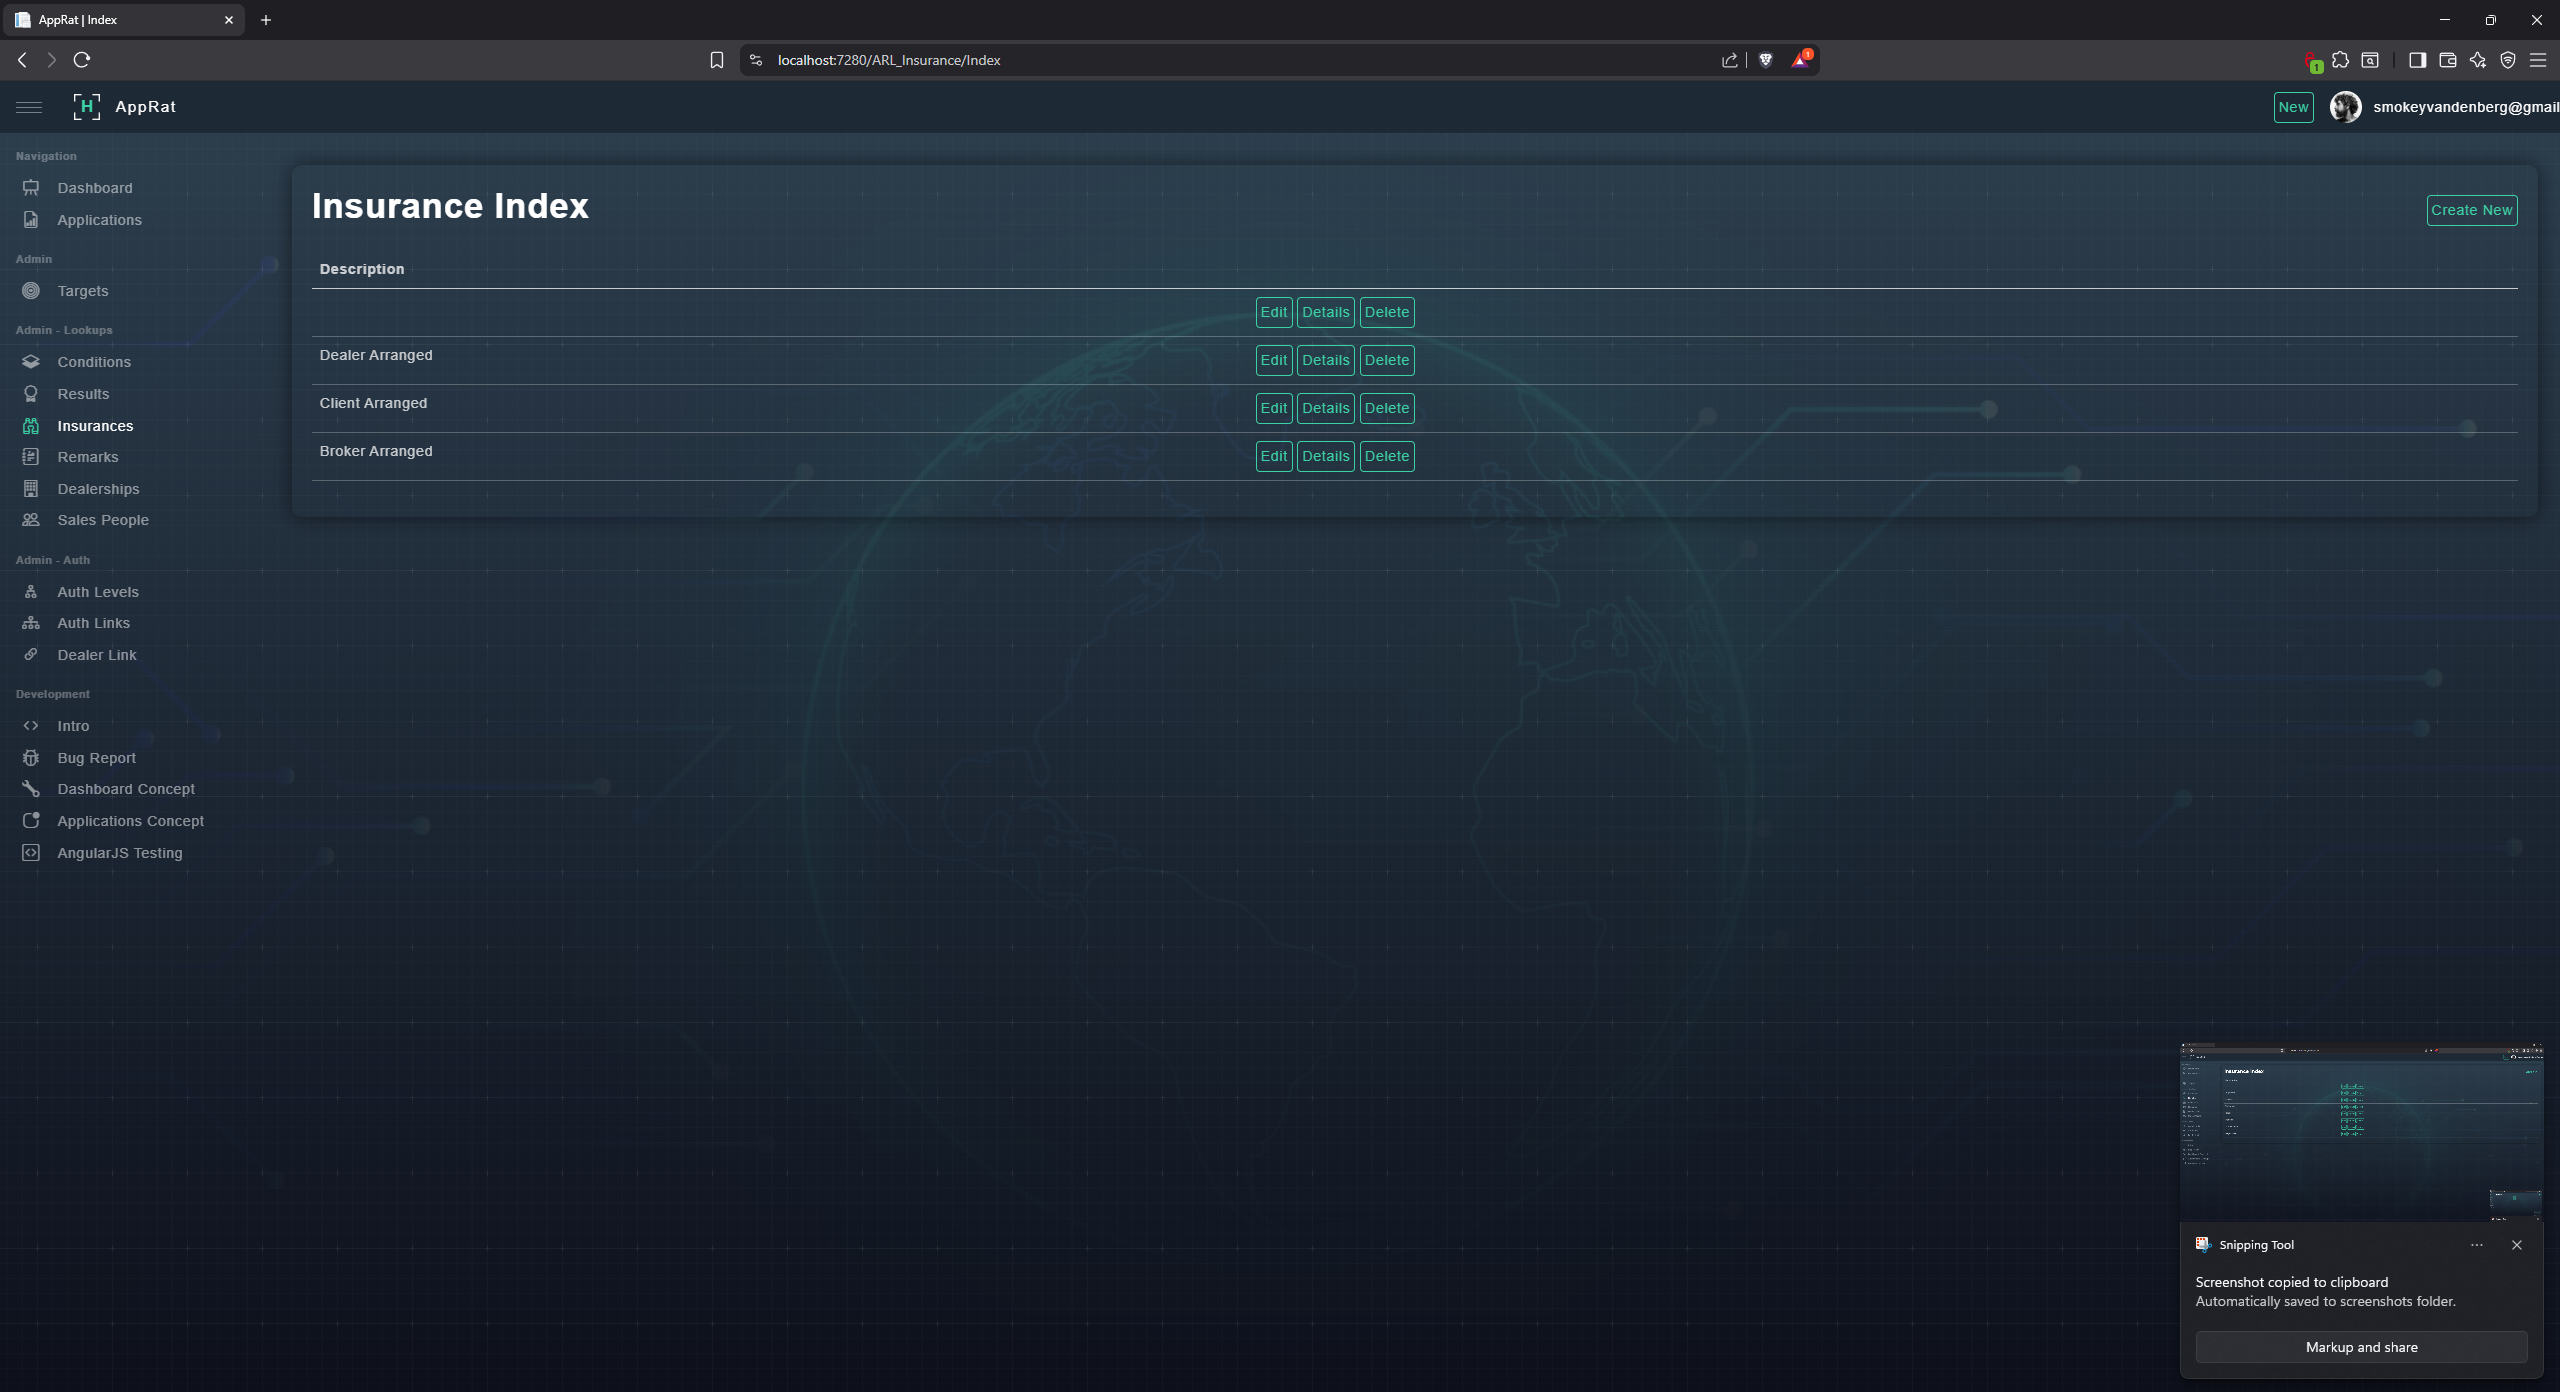 AppRat | Index
localhost:7280/ARL_Insurance/Index
1
1
H
AppRat
New
smokeyvandenberg@gmail
Navigation
Dashboard
Applications
Admin
Targets
Admin - Lookups
Conditions
Results
Insurances
Remarks
Dealerships
Sales People
Admin - Auth
Auth Levels
Auth Links
Dealer Link
Development
Intro
Bug Report
Dashboard Concept
Applications Concept
AngularJS Testing
Insurance Index
Create New
Description
Edit Details Delete
Dealer Arranged Edit Details Delete
Client Arranged Edit Details Delete
Broker Arranged Edit Details Delete
Insurance Index
Snipping Tool
Screenshot copied to clipboard
Automatically saved to screenshots folder.
Markup and share